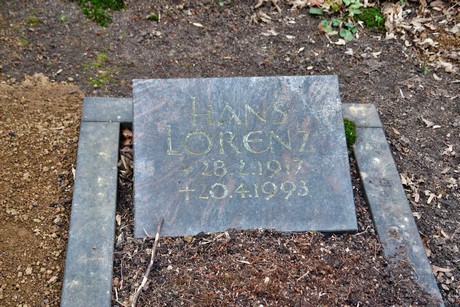 HANS
LORENZ
* 28.2.1917
+ 20.4.1993